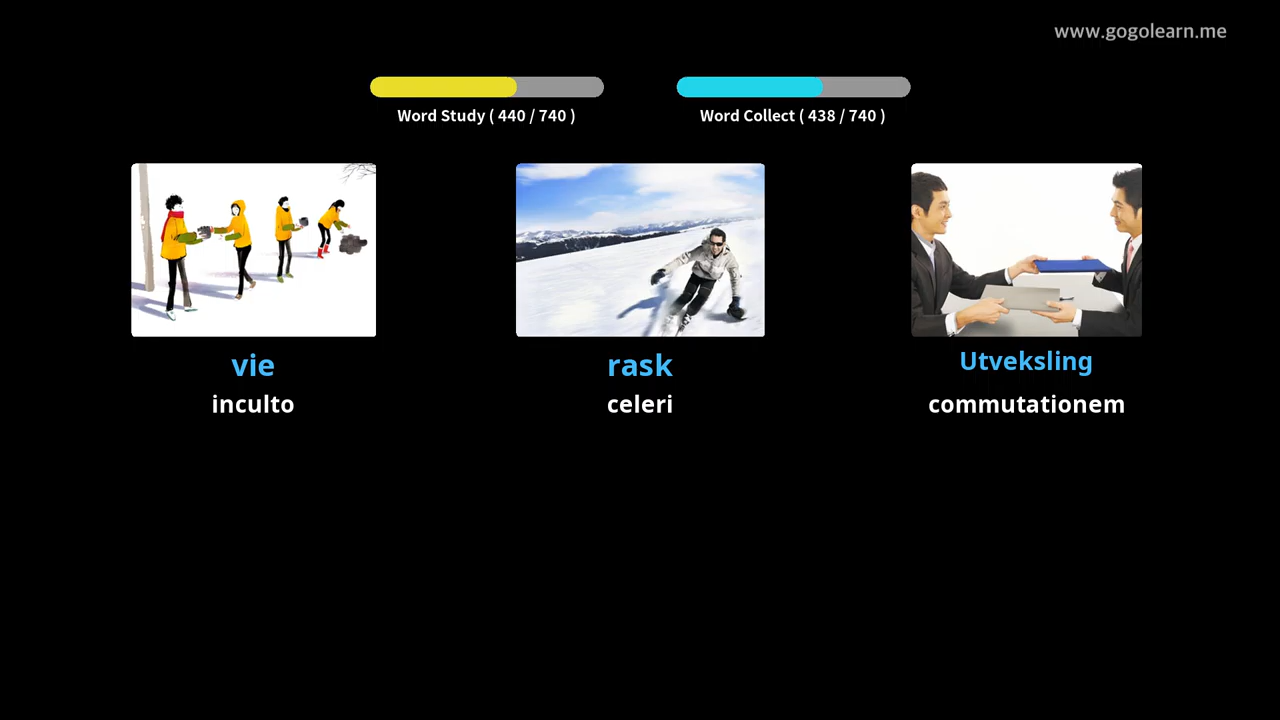 www.gogolearn.me
Word Study ( 440 / 740 )
Word Collect ( 438 / 740 )
vie
rask
Utveksling
inculto
celeri
commutationem